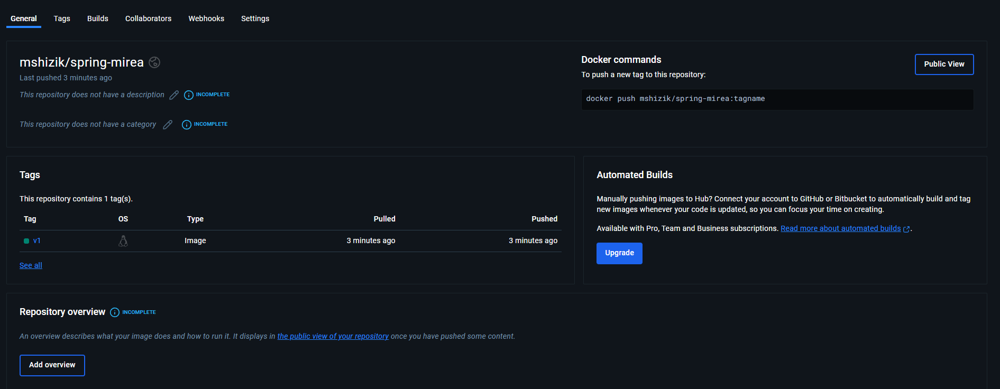 General Tags Builds Collaborators Webhooks Settings
mshizik/spring-mirea
Last pushed 3 minutes ago
This repository does not have a description INCOMPLETE
This repository does not have a category INCOMPLETE
Docker commands
Public View
To push a new tag to this repository:
docker push mshizik/spring-mirea:tagname
Tags
This repository contains 1 tag(s).
Tag OS Type Pulled Pushed
v1 Image 3 minutes ago 3 minutes ago
See all
Automated Builds
Manually pushing images to Hub? Connect your account to GitHub or Bitbucket to automatically build and tag
new images whenever your code is updated, so you can focus your time on creating.
Available with Pro, Team and Business subscriptions. Read more about automated builds .
Upgrade
Repository overview INCOMPLETE
An overview describes what your image does and how to run it. It displays in the public view of your repository once you have pushed some content.
Add overview